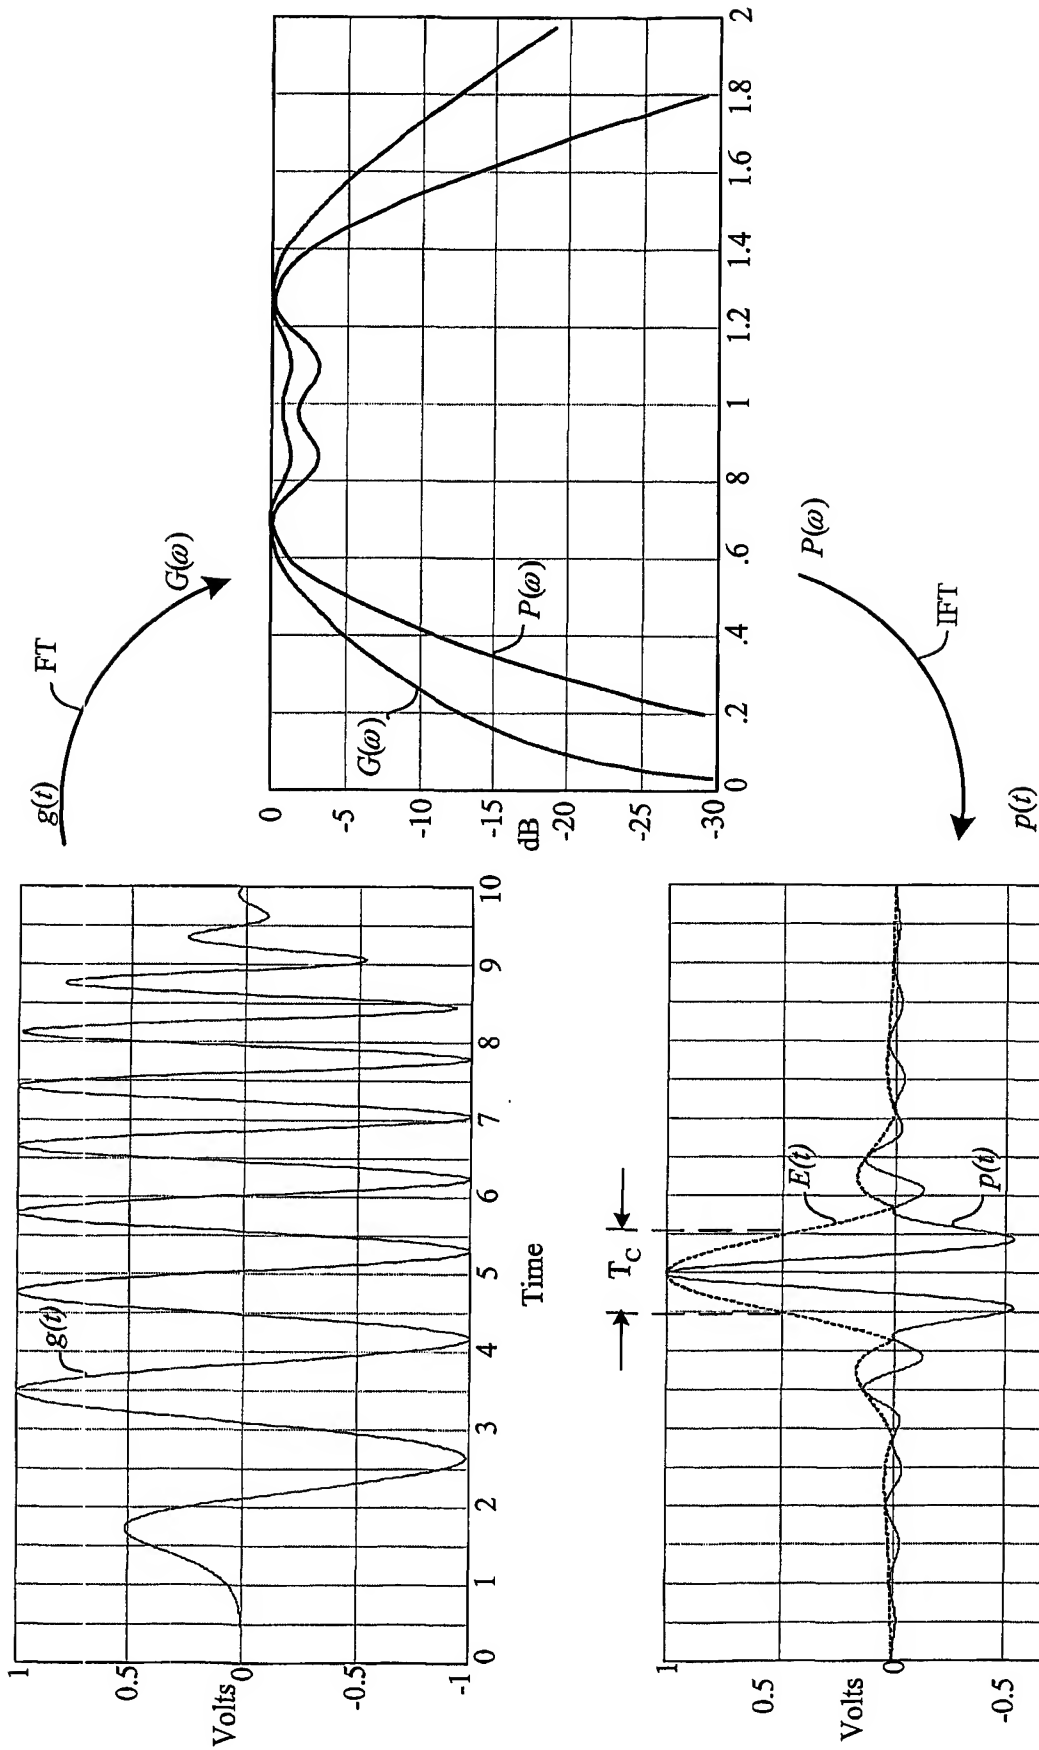 g(t)
FT
G(ω)
1
0.5
Volts
0
-0.5
-1
g(t)
0 1 2 3 4 5 6 7 8 9 10
Time
0
-5
-10
-15
dB
-20
-25
-30
G(ω)
P(ω)
0 .2 .4 .6 8 1 1.2 1.4 1.6 1.8 2
P(ω)
IFT
p(t)
T_C
1
0.5
Volts
0
-0.5
E(t)
p(t)